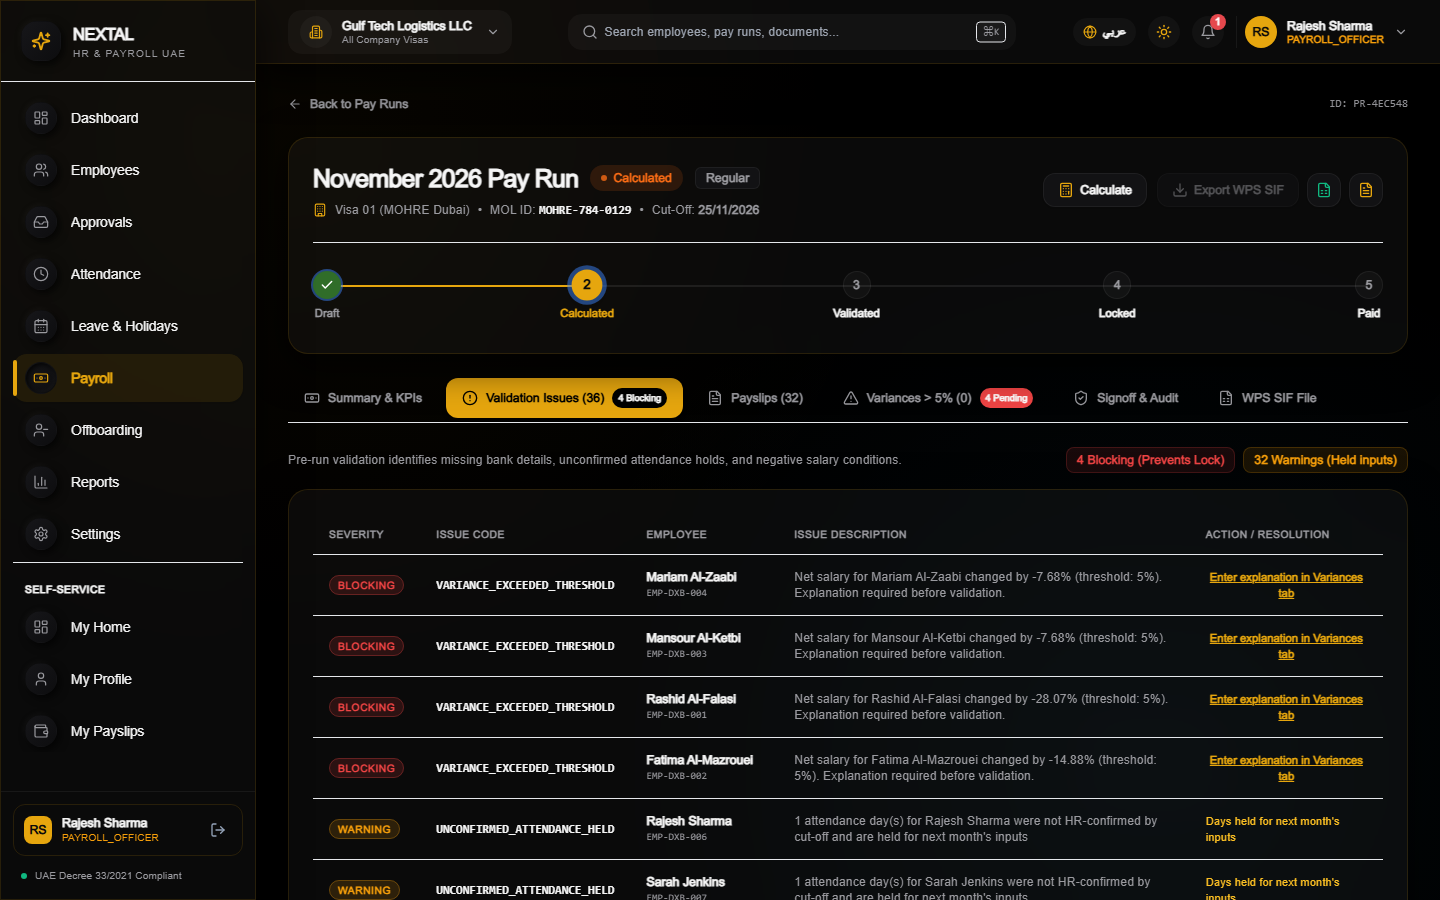 NEXTAL
HR & PAYROLL UAE
Gulf Tech Logistics LLC
All Company Visas
Search employees, pay runs, documents...
⌘K
عربي
1
RS
Rajesh Sharma
PAYROLL_OFFICER
Dashboard
Employees
Approvals
Attendance
Leave & Holidays
Payroll
Offboarding
Reports
Settings
SELF-SERVICE
My Home
My Profile
My Payslips
RS
Rajesh Sharma
PAYROLL_OFFICER
UAE Decree 33/2021 Compliant
Back to Pay Runs
ID: PR-4EC548
November 2026 Pay Run
Calculated
Regular
Visa 01 (MOHRE Dubai) • MOL ID: MOHRE-784-0129 • Cut-Off: 25/11/2026
Calculate
Export WPS SIF
2
3
4
5
Draft
Calculated
Validated
Locked
Paid
Summary & KPIs
Validation Issues (36)
4 Blocking
Payslips (32)
Variances > 5% (0)
4 Pending
Signoff & Audit
WPS SIF File
Pre-run validation identifies missing bank details, unconfirmed attendance holds, and negative salary conditions.
4 Blocking (Prevents Lock)
32 Warnings (Held inputs)
SEVERITY ISSUE CODE EMPLOYEE ISSUE DESCRIPTION ACTION / RESOLUTION
BLOCKING
VARIANCE_EXCEEDED_THRESHOLD
Mariam Al-Zaabi
EMP-DXB-004
Net salary for Mariam Al-Zaabi changed by -7.68% (threshold: 5%).
Explanation required before validation.
Enter explanation in Variances
tab
BLOCKING
VARIANCE_EXCEEDED_THRESHOLD
Mansour Al-Ketbi
EMP-DXB-003
Net salary for Mansour Al-Ketbi changed by -7.68% (threshold: 5%).
Explanation required before validation.
Enter explanation in Variances
tab
BLOCKING
VARIANCE_EXCEEDED_THRESHOLD
Rashid Al-Falasi
EMP-DXB-001
Net salary for Rashid Al-Falasi changed by -28.07% (threshold: 5%).
Explanation required before validation.
Enter explanation in Variances
tab
BLOCKING
VARIANCE_EXCEEDED_THRESHOLD
Fatima Al-Mazrouei
EMP-DXB-002
Net salary for Fatima Al-Mazrouei changed by -14.88% (threshold:
5%). Explanation required before validation.
Enter explanation in Variances
tab
WARNING
UNCONFIRMED_ATTENDANCE_HELD
Rajesh Sharma
EMP-DXB-006
1 attendance day(s) for Rajesh Sharma were not HR-confirmed by
cut-off and are held for next month's inputs
Days held for next month's
inputs
WARNING
UNCONFIRMED_ATTENDANCE_HELD
Sarah Jenkins
EMP-DXB-007
1 attendance day(s) for Sarah Jenkins were not HR-confirmed by
cut-off and are held for next month's inputs
Days held for next month's
inputs